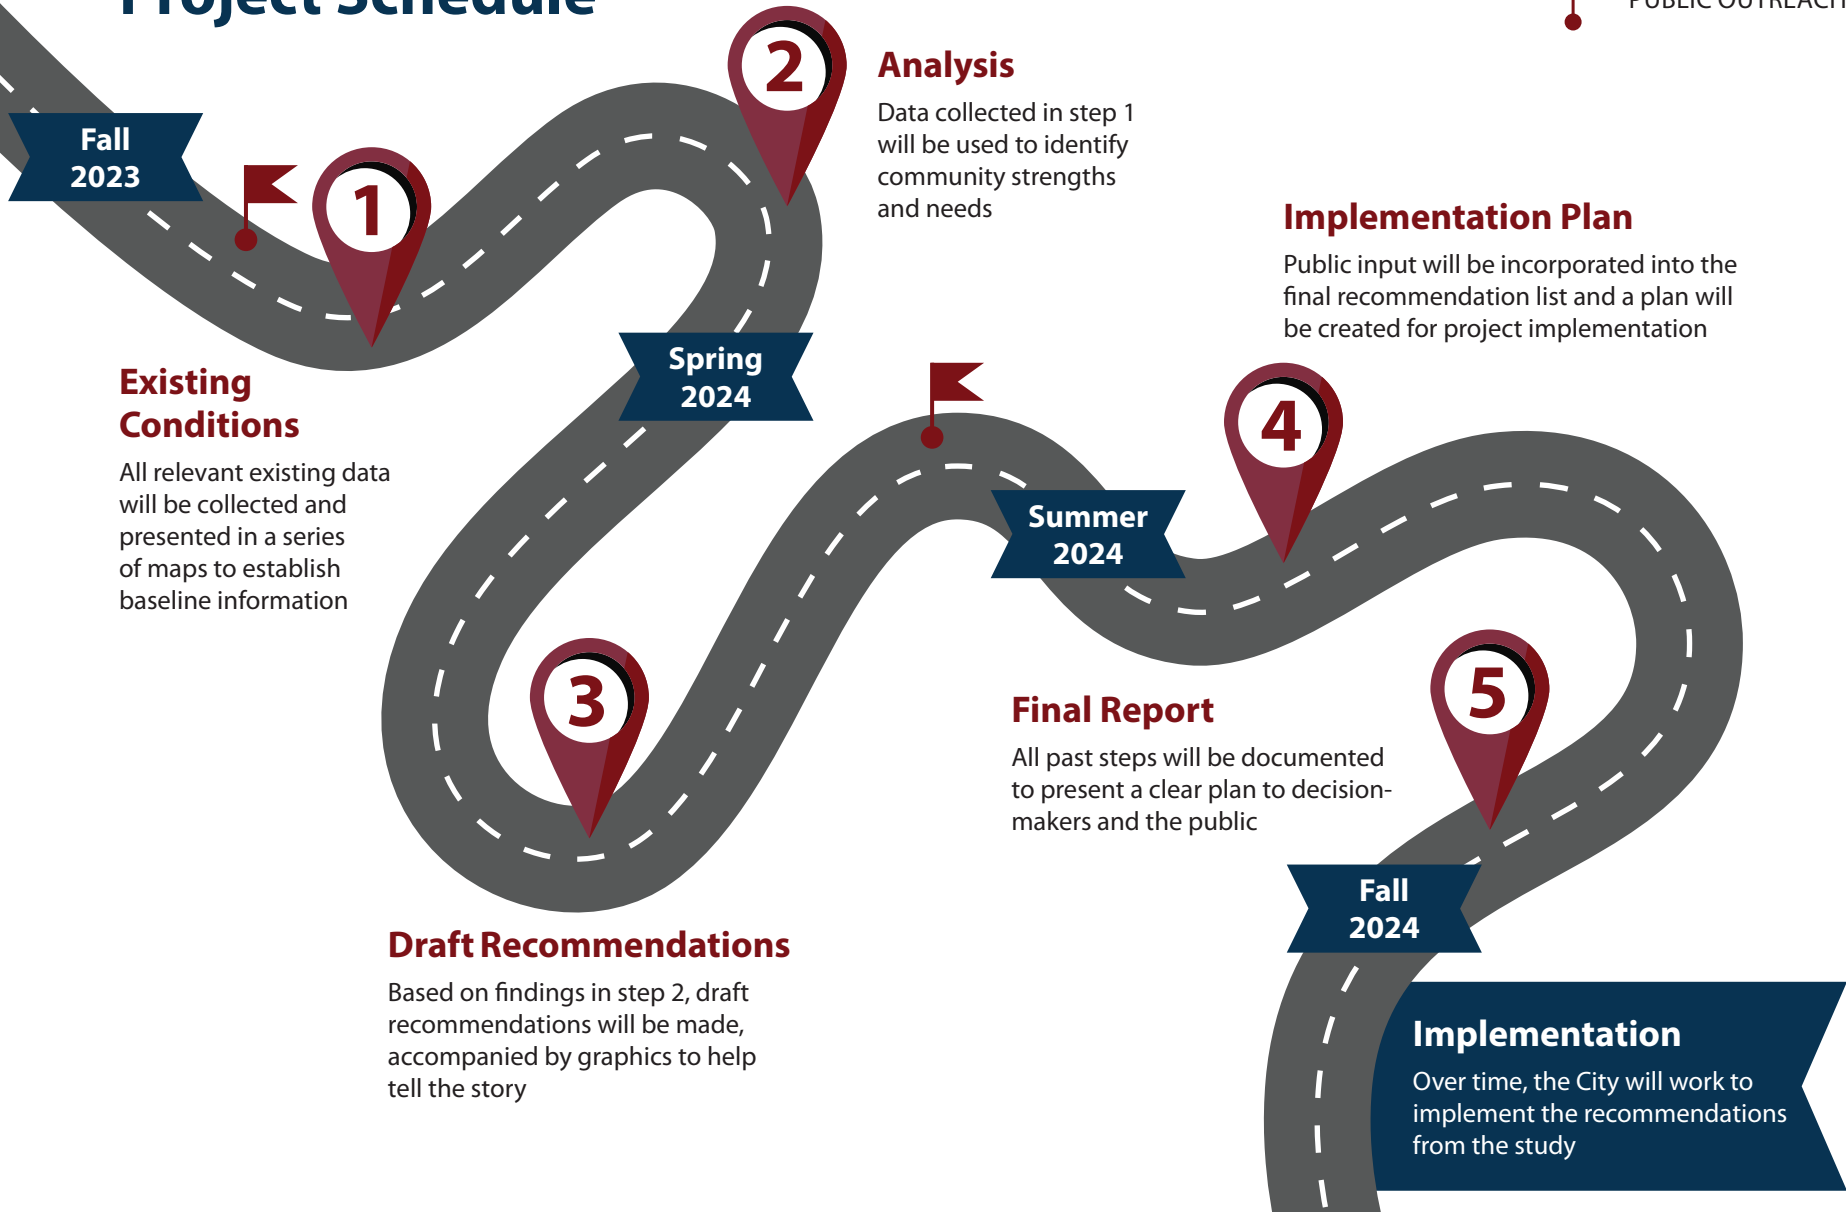 Project Schedule
PUBLIC OUTREACH
Fall
2023
1
2
Analysis
Data collected in step 1
will be used to identify
community strengths
and needs
Existing
Conditions
All relevant existing data
will be collected and
presented in a series
of maps to establish
baseline information
Spring
2024
Implementation Plan
Public input will be incorporated into the
final recommendation list and a plan will
be created for project implementation
4
Summer
2024
3
Draft Recommendations
Based on findings in step 2, draft
recommendations will be made,
accompanied by graphics to help
tell the story
5
Final Report
All past steps will be documented
to present a clear plan to decision-
makers and the public
Fall
2024
Implementation
Over time, the City will work to
implement the recommendations
from the study